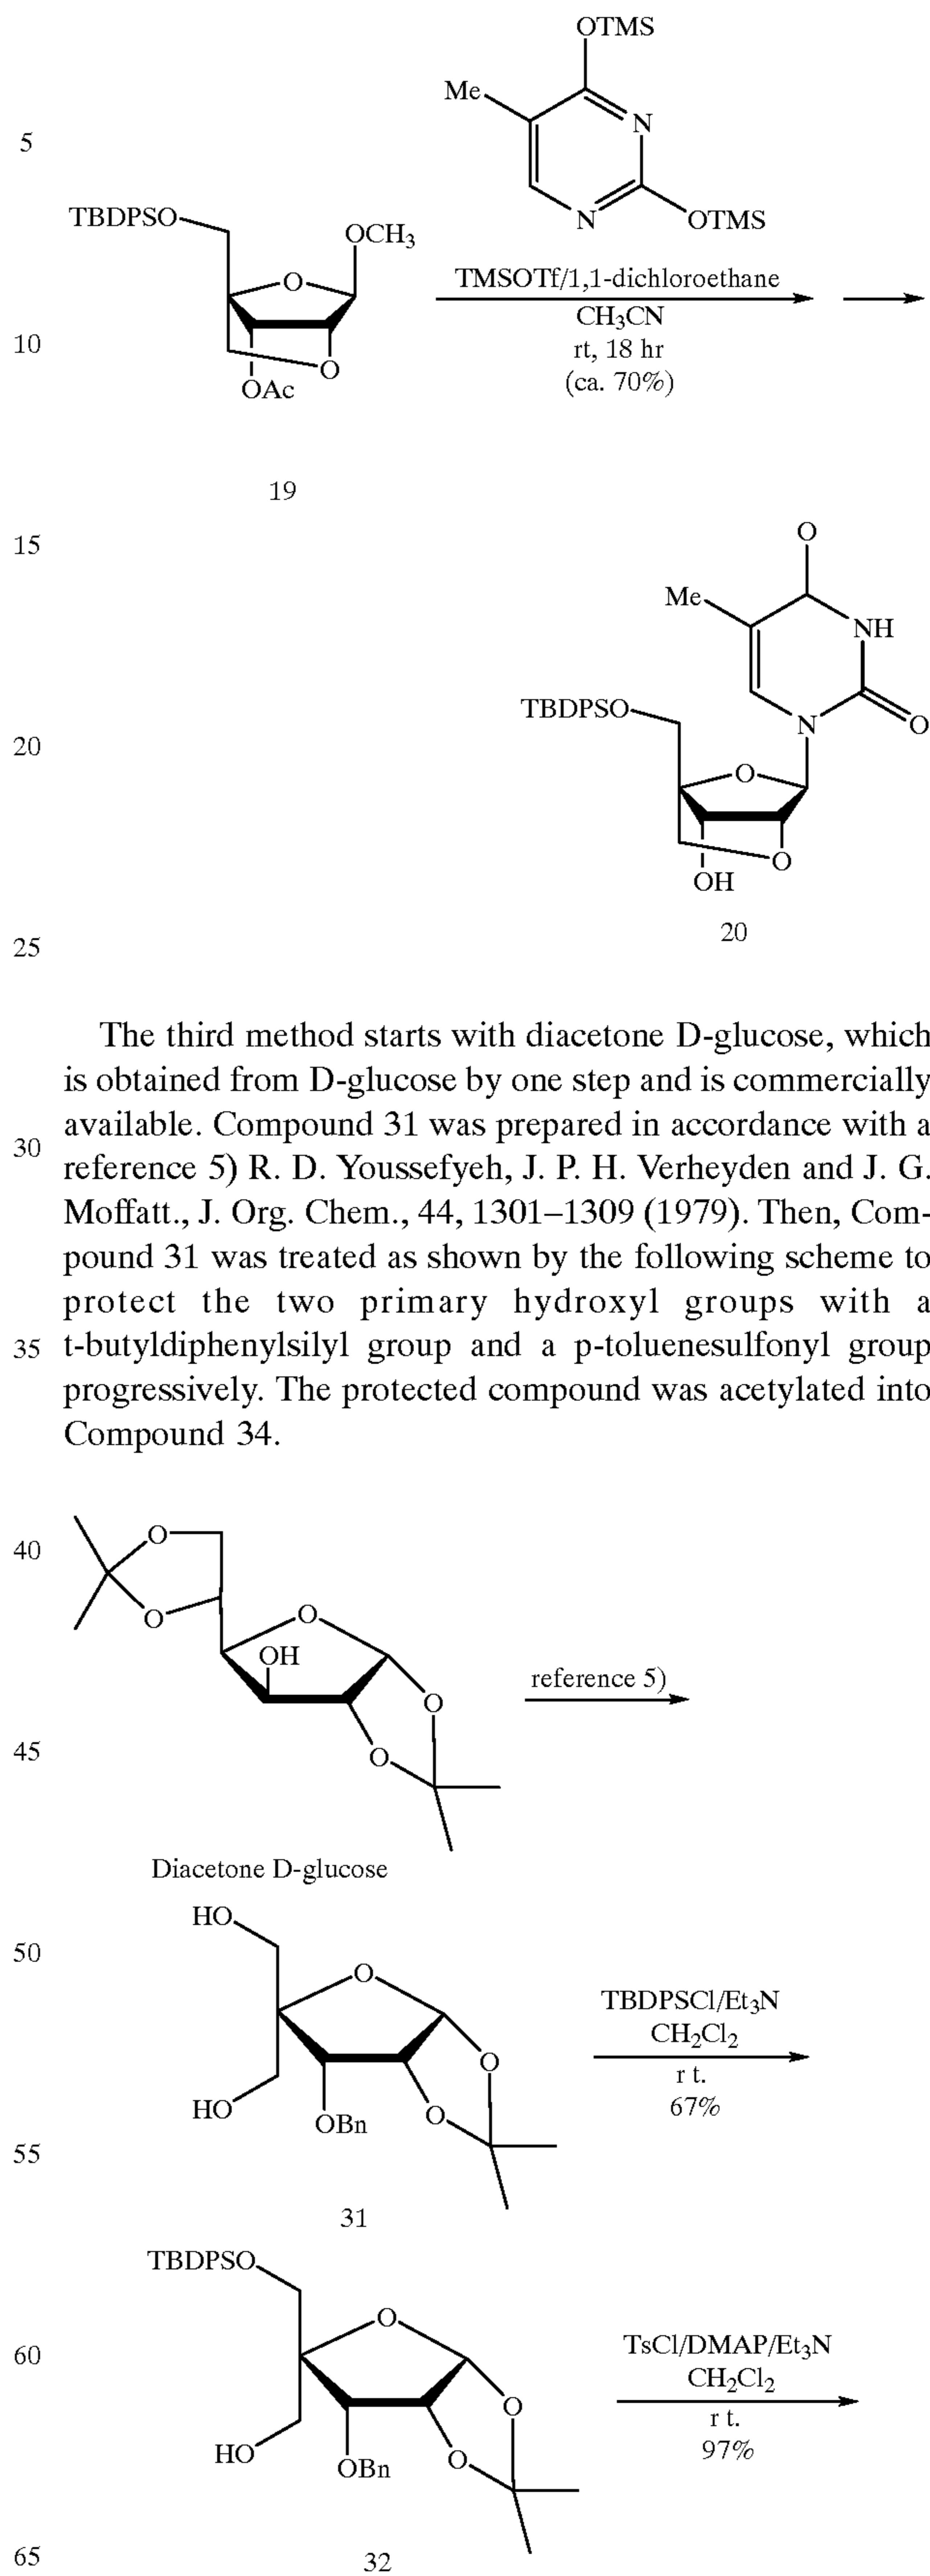 OTMS
Me
N
5
N
OTMS
TBDPSO
OCH3
O
TMSOTf/1,1-dichloroethane
CH3CN
10
rt, 18 hr
O
(ca. 70%)
OAc
19
15
O
Me
NH
TBDPSO
N
O
20
O
O
OH
20
25
The third method starts with diacetone D-glucose, which
is obtained from D-glucose by one step and is commercially
available. Compound 31 was prepared in accordance with a
30
reference 5) R. D. Youssefyeh, J. P. H. Verheyden and J. G.
Moffatt., J. Org. Chem., 44, 1301–1309 (1979). Then, Com-
pound 31 was treated as shown by the following scheme to
protect the two primary hydroxyl groups with a
35 t-butyldiphenylsilyl group and a p-toluenesulfonyl group
progressively. The protected compound was acetylated into
Compound 34.
40
O
O
O
OH
reference 5)
O
45
O
Diacetone D-glucose
HO
50
O
TBDPSCl/Et3N
CH2Cl2
r t.
67%
O
HO
O
OBn
55
31
TBDPSO
O
60
TsCl/DMAP/Et3N
CH2Cl2
r t.
97%
O
HO
O
OBn
65
32